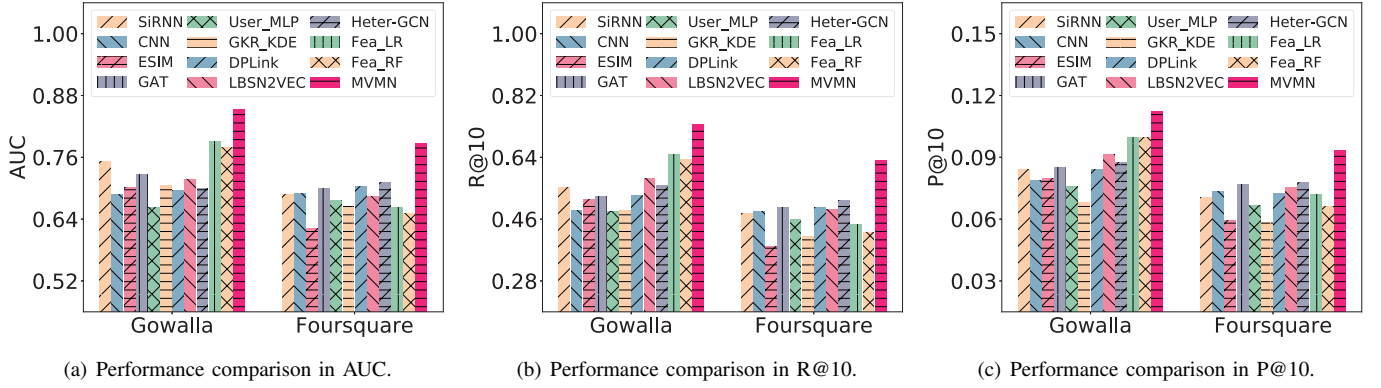 SiRNN User_MLP Heter-GCN
CNN GKR_KDE Fea_LR
ESIM DPLink Fea_RF
GAT LBSN2VEC MVMN
AUC
1.00
0.88
0.76
0.64
0.52
Gowalla Foursquare
(a) Performance comparison in AUC.
SiRNN User_MLP Heter-GCN
CNN GKR_KDE Fea_LR
ESIM DPLink Fea_RF
GAT LBSN2VEC MVMN
R@10
1.00
0.82
0.64
0.46
0.28
Gowalla Foursquare
(b) Performance comparison in R@10.
SiRNN User_MLP Heter-GCN
CNN GKR_KDE Fea_LR
ESIM DPLink Fea_RF
GAT LBSN2VEC MVMN
P@10
0.15
0.12
0.09
0.06
0.03
Gowalla Foursquare
(c) Performance comparison in P@10.